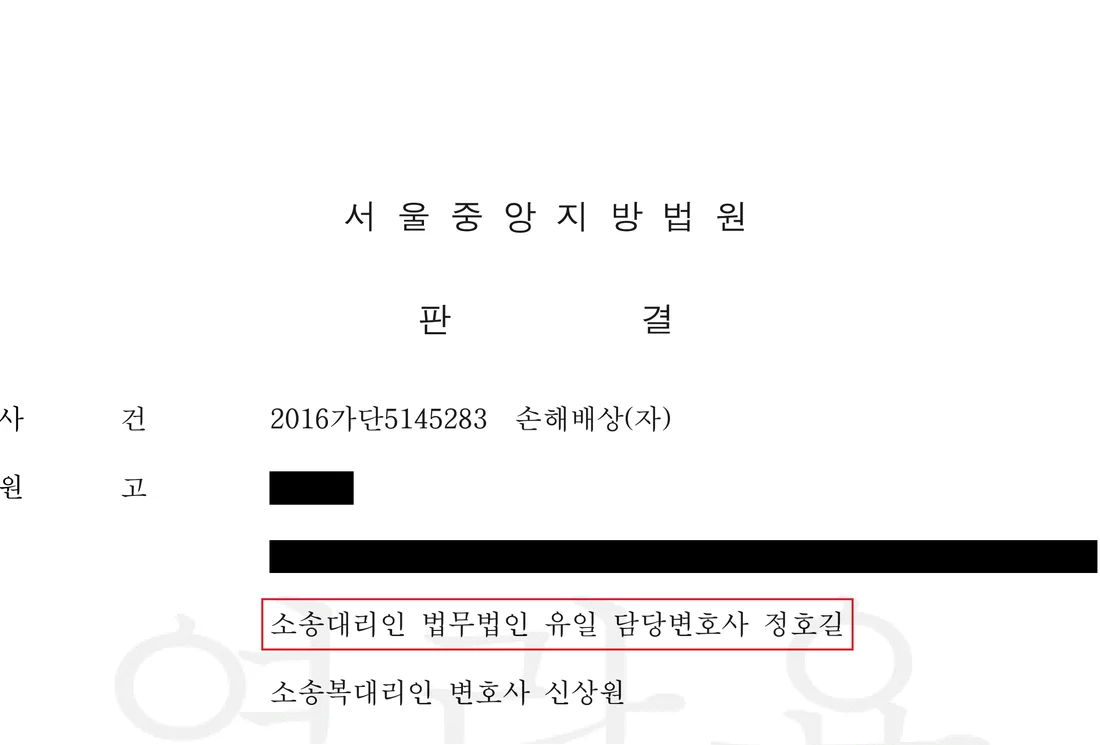 서울중앙지방법원
판 결
사 건 2016가단5145283 손해배상(자)
원 고
소송대리인 법무법인 유일 담당변호사 정호길
소송복대리인 변호사 신상원